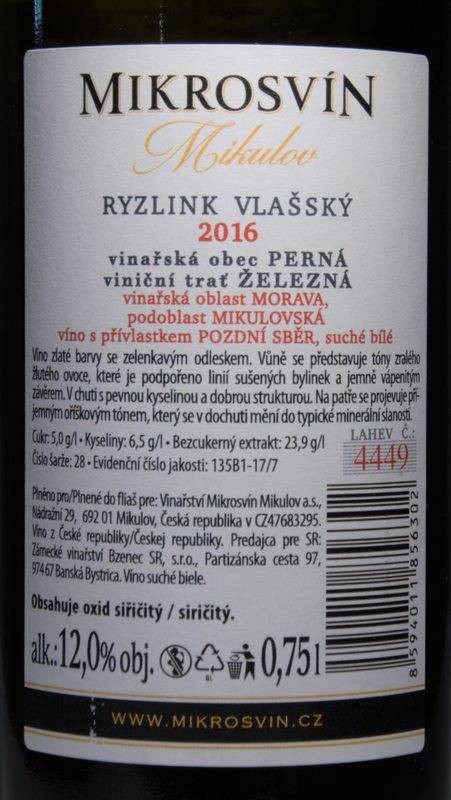 MIKROSVÍN
Mikulov
RYZLINK VLAŠSKÝ
2016
vinařská obec PERNÁ
viniční trať ŽELEZNÁ
vinařská oblast MORAVA,
podoblast MIKULOVSKÁ
víno s přívlastkem POZDNÍ SBĚR, suché bílé
Víno zlaté barvy se zelenkavým odleskem. Vůně se představuje tóny zralého
žlutého ovoce, které je podpořeno linií sušených bylinek a jemně vápenitým
závěrem. V chuti s pevnou kyselinou a dobrou strukturou. Na patře se projevuje pří-
jemným oříškovým tónem, který se v dochuti mění do typické minerální slanosti.
Cukr: 5,0 g/l • Kyseliny: 6,5 g/l • Bezcukerný extrakt: 23,9 g/l
Číslo šarže: 28 • Evidenční číslo jakosti: 135B1-17/7
LAHEV Č.:
4449
Plněno pro/Plnené do fliaš pre: Vinařství Mikrosvín Mikulov a.s.,
Nádražní 29, 692 01 Mikulov, Česká republika v CZ47683295.
Víno z České republiky/Českej republiky. Predajca pre SR:
Zámecké vinařství Bzenec SR, s.r.o., Partizánska cesta 97,
974 67 Banská Bystrica. Víno suché biele.
Obsahuje oxid siřičitý / siričitý.
alk.: 12,0% obj.
GL
0,75 l
8 594011 856302
WWW.MIKROSVIN.CZ